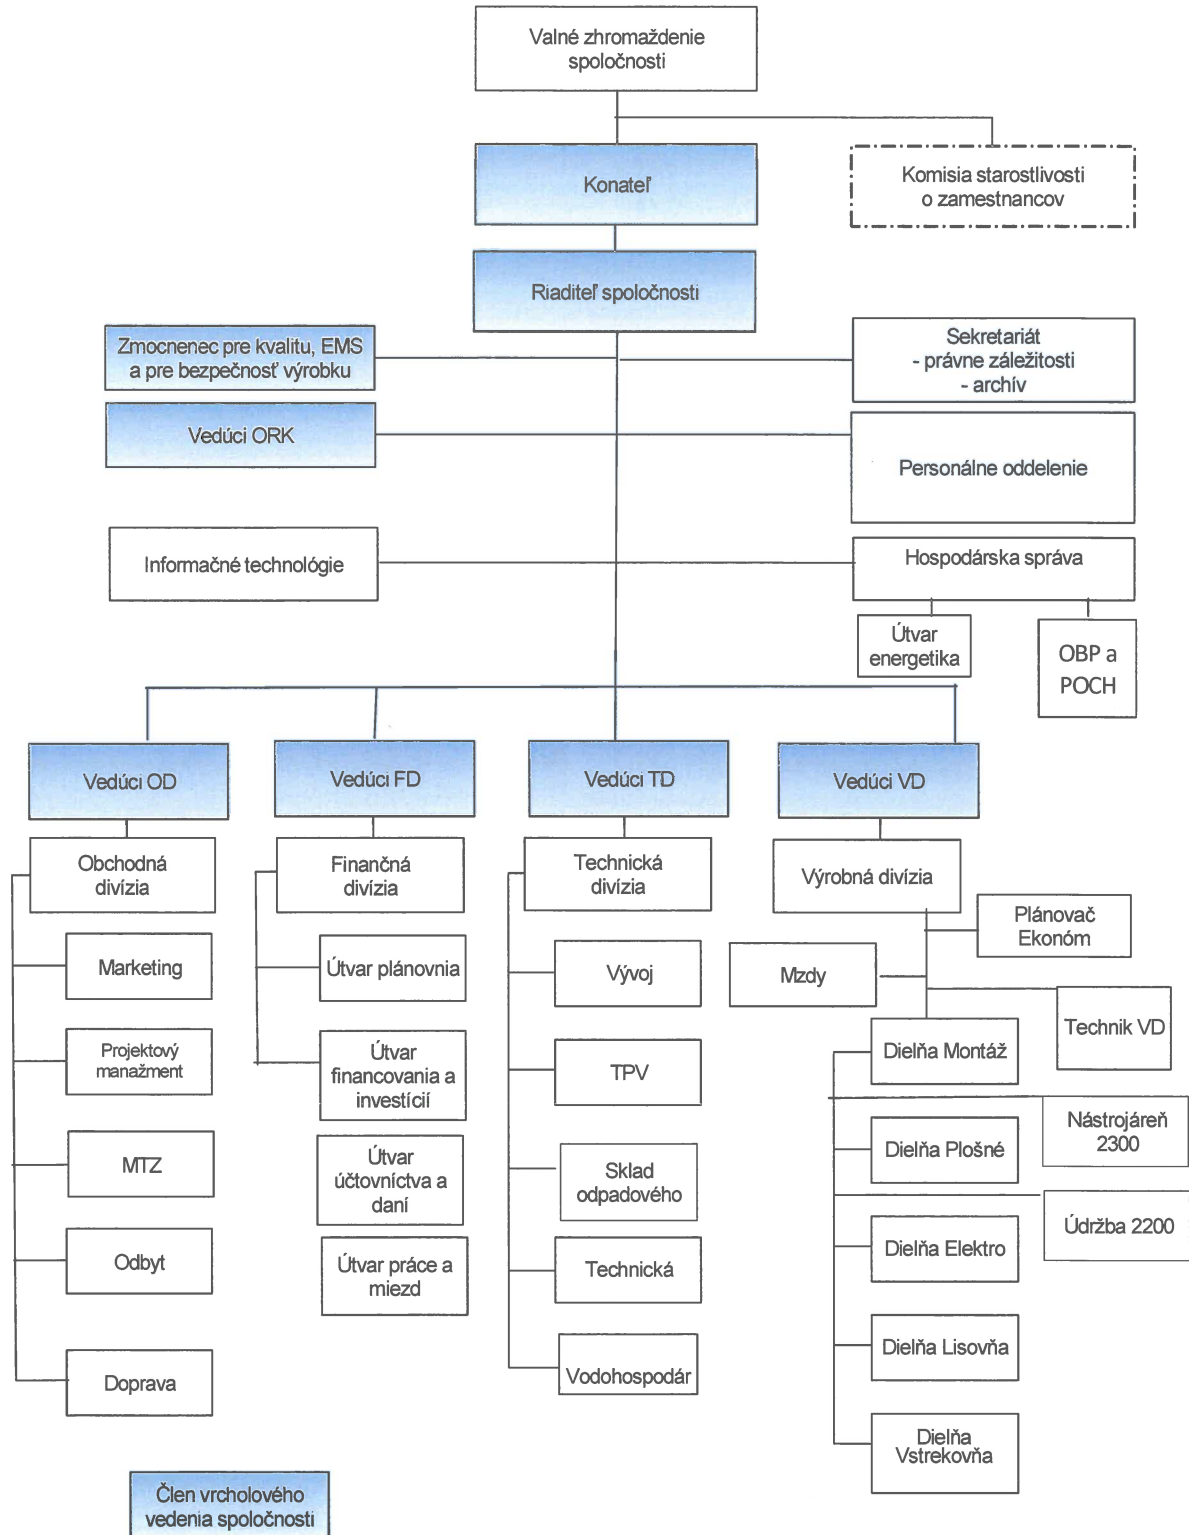 Valné zhromaždenie
spoločnosti
Konateľ
Komisia starostlivosti
o zamestnancov
Riaditeľ spoločnosti
Zmocnenec pre kvalitu, EMS
a pre bezpečnosť výrobku
Sekretariát
- právne záležitosti
- archív
Vedúci ORK
Personálne oddelenie
Informačné technológie
Hospodárska správa
Útvar
energetika
OBP a
POCH
Vedúci OD
Vedúci FD
Vedúci TD
Vedúci VD
Obchodná
divízia
Marketing
Projektový
manažment
MTZ
Odbyt
Doprava
Finančná
divízia
Útvar plánovnia
Útvar
financovania a
investícií
Útvar
účtovníctva a
daní
Útvar práce a
miezd
Technická
divízia
Vývoj
TPV
Sklad
odpadového
Technická
Vodohospodár
Výrobná divízia
Plánovač
Ekonóm
Mzdy
Technik VD
Dielňa Montáž
Nástrojáreň
2300
Dielňa Plošné
Údržba 2200
Dielňa Elektro
Dielňa Lisovňa
Dielňa
Vstrekovňa
Člen vrcholového
vedenia spoločnosti